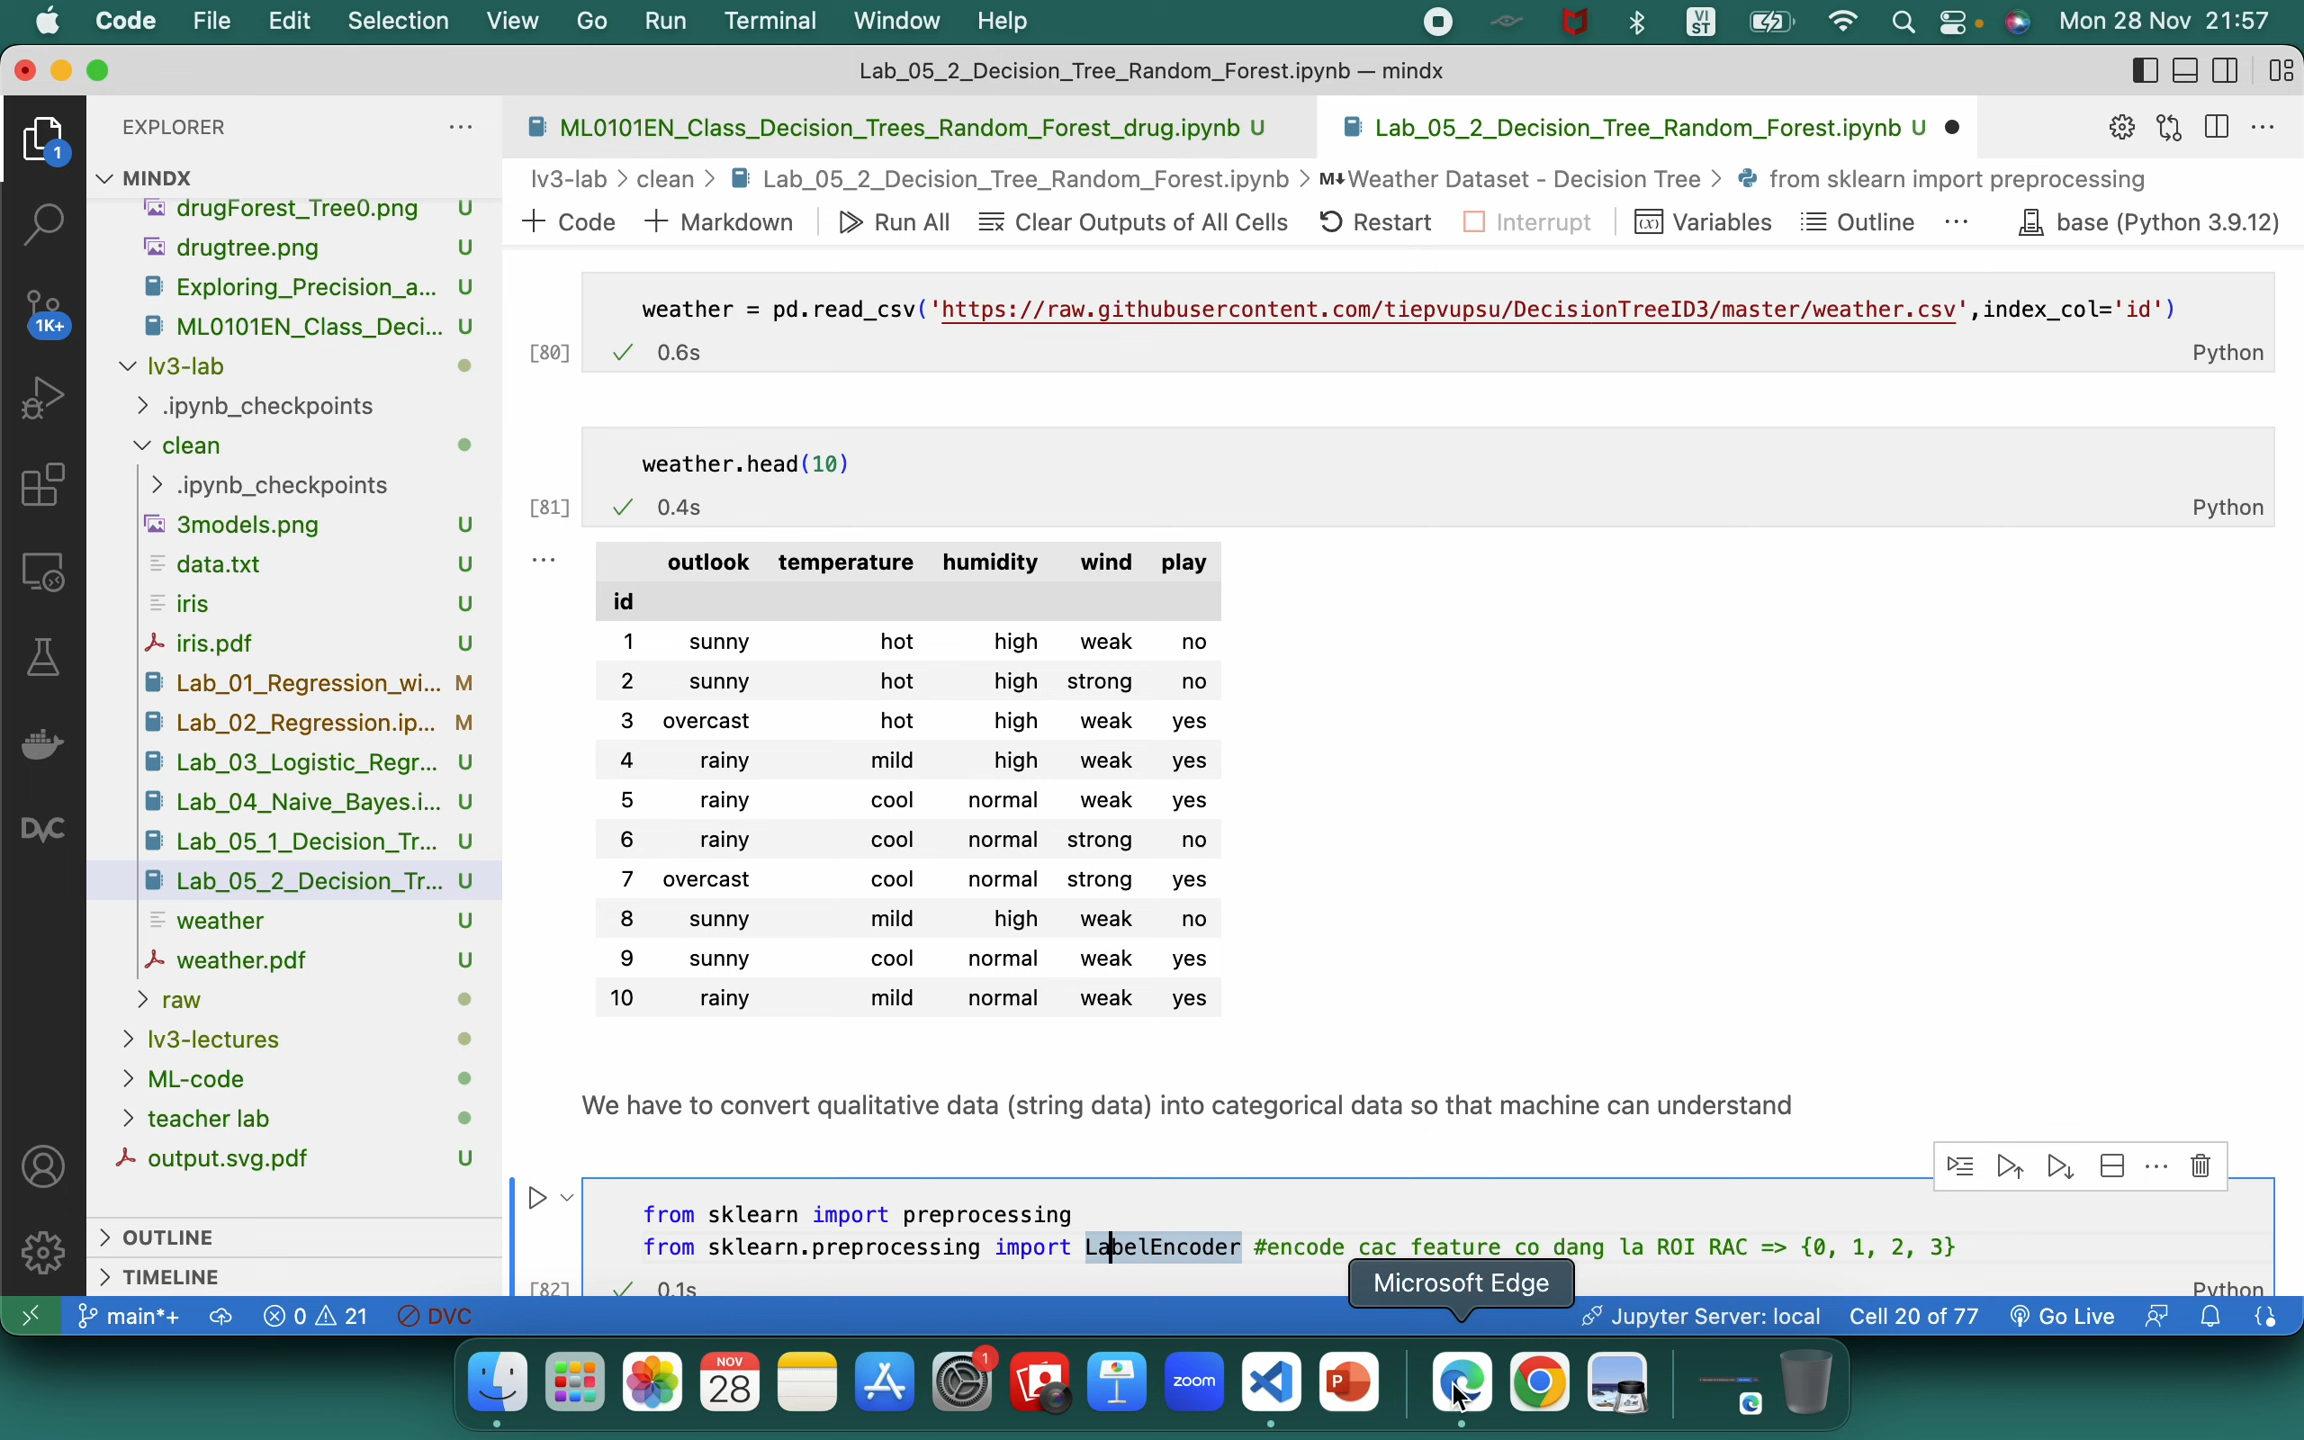 Code File Edit Selection View Go Run Terminal Window Help VI ST Mon 28 Nov 21:57
Lab_05_2_Decision_Tree_Random_Forest.ipynb — mindx
EXPLORER
ML0101EN_Class_Decision_Trees_Random_Forest_drug.ipynb U
Lab_05_2_Decision_Tree_Random_Forest.ipynb U
1
MINDX
lv3-lab > clean > Lab_05_2_Decision_Tree_Random_Forest.ipynb > M↓Weather Dataset - Decision Tree > from sklearn import preprocessing
+ Code + Markdown Run All Clear Outputs of All Cells Restart Interrupt Variables Outline ... base (Python 3.9.12)
drugForest_Tree0.png U
drugtree.png U
Exploring_Precision_a... U
ML0101EN_Class_Deci... U
1K+
lv3-lab
.ipynb_checkpoints
clean
.ipynb_checkpoints
3models.png U
data.txt U
iris U
iris.pdf U
Lab_01_Regression_wi... M
Lab_02_Regression.ip... M
Lab_03_Logistic_Regr... U
Lab_04_Naive_Bayes.i... U
Lab_05_1_Decision_Tr... U
Lab_05_2_Decision_Tr... U
weather U
weather.pdf U
raw
lv3-lectures
ML-code
teacher lab
output.svg.pdf U
OUTLINE
TIMELINE
DVC
weather = pd.read_csv('https://raw.githubusercontent.com/tiepvupsu/DecisionTreeID3/master/weather.csv',index_col='id')
[80] ✓ 0.6s Python
weather.head(10)
[81] ✓ 0.4s Python
outlook temperature humidity wind play
id
1 sunny hot high weak no
2 sunny hot high strong no
3 overcast hot high weak yes
4 rainy mild high weak yes
5 rainy cool normal weak yes
6 rainy cool normal strong no
7 overcast cool normal strong yes
8 sunny mild high weak no
9 sunny cool normal weak yes
10 rainy mild normal weak yes
We have to convert qualitative data (string data) into categorical data so that machine can understand
from sklearn import preprocessing
from sklearn.preprocessing import LabelEncoder #encode cac feature co dang la ROI RAC => {0, 1, 2, 3}
[82] ✓ 0.1s Python
Microsoft Edge
main*+ 0 21 DVC Jupyter Server: local Cell 20 of 77 Go Live
NOV
28
1
zoom
P